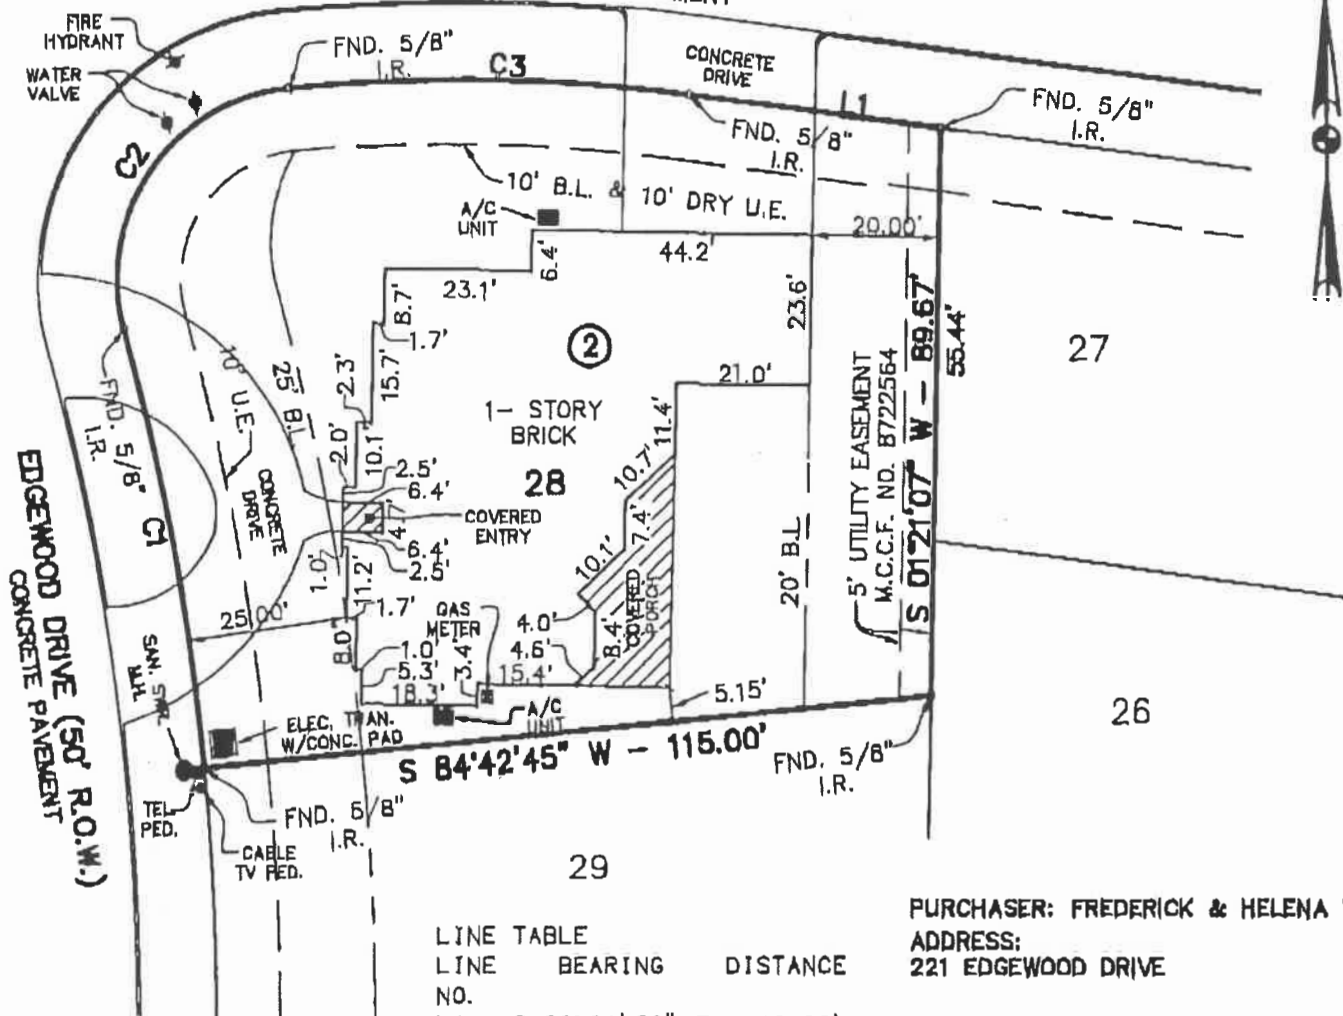 FIRE
HYDRANT
WATER
VALVE
FND. 5/8"
I.R.
C3
CONCRETE
DRIVE
L1
FND. 5/8"
I.R.
FND. 5/8"
I.R.
C2
10' B.L. & 10' DRY U.E.
A/C
UNIT
6.4'
44.2'
20.00'
23.1'
8.7'
1.7'
23.6'
2
27
S 01°21'07" W - 89.67'
55.44'
2.3'
15.7'
10' U.E.
25' B.L.
21.0'
1- STORY
BRICK
11.4'
5' UTILITY EASEMENT
M.C.C.F. NO. 8722564
FND. 5/8"
I.R.
2.0'
10.1'
2.5'
6.4'
28
10.7'
CONCRETE
DRIVE
COVERED
ENTRY
7.4'
C1
6.4'
2.5'
1.0'
11.2'
10.1'
20' B.L.
EDGEWOOD DRIVE (50' R.O.W.)
CONCRETE PAVEMENT
25.00'
1.7'
GAS
METER
4.0'
COVERED
PORCH
8.0'
1.0'
3.4'
4.6'
8.4'
5.3'
18.3'
15.4'
5.15'
SAN. SWR.
M.H.
ELEC. TRAN.
W/CONC. PAD
A/C
UNIT
26
S 84°42'45" W - 115.00'
FND. 5/8"
I.R.
TEL.
PED.
FND. 5/8"
I.R.
CABLE
TV PED.
29
PURCHASER: FREDERICK & HELENA
LINE TABLE
ADDRESS:
LINE BEARING DISTANCE
221 EDGEWOOD DRIVE
NO.